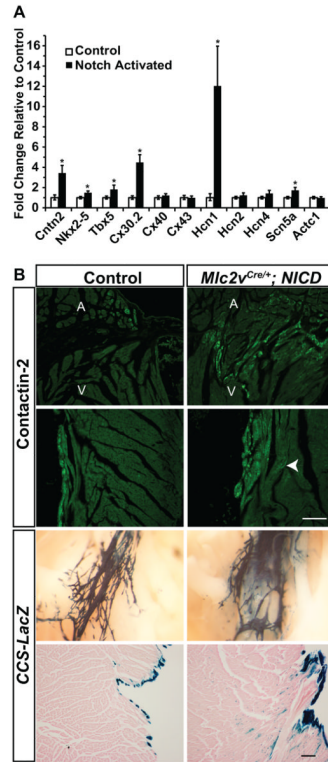 A
Fold Change Relative to Control
16
14
12
10
8
6
4
2
0
Control
Notch Activated
*
*
*
*
*
*
Cntn2
Nkx2-5
Tbx5
Cx30.2
Cx40
Cx43
Hcn1
Hcn2
Hcn4
Scn5a
Actc1
B
Control
Mlc2vCre/+; NICD
Contactin-2
A
V
A
V
CCS-LacZ